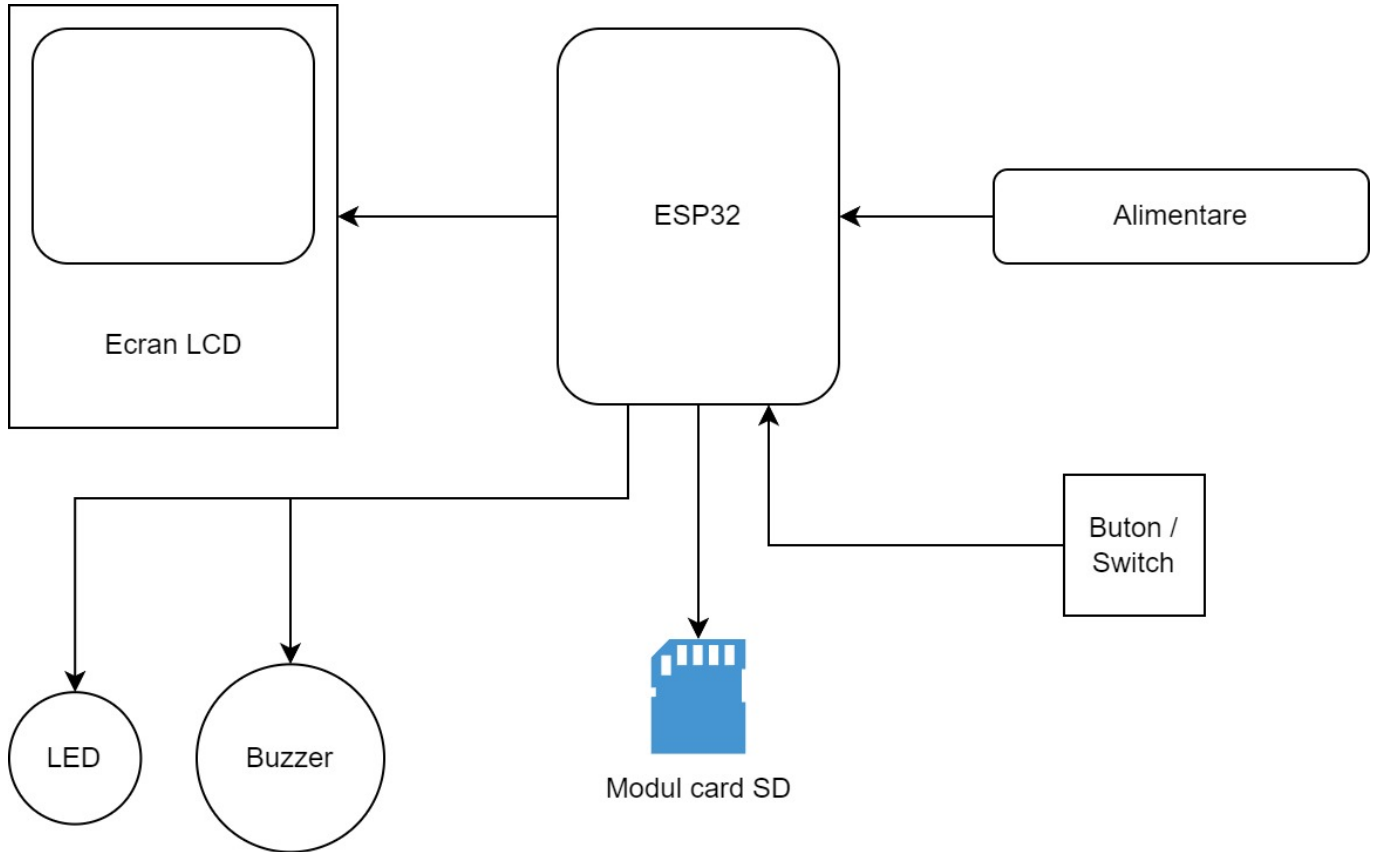 ESP32
Alimentare
Ecran LCD
Buton /
Switch
LED
Buzzer
Modul card SD